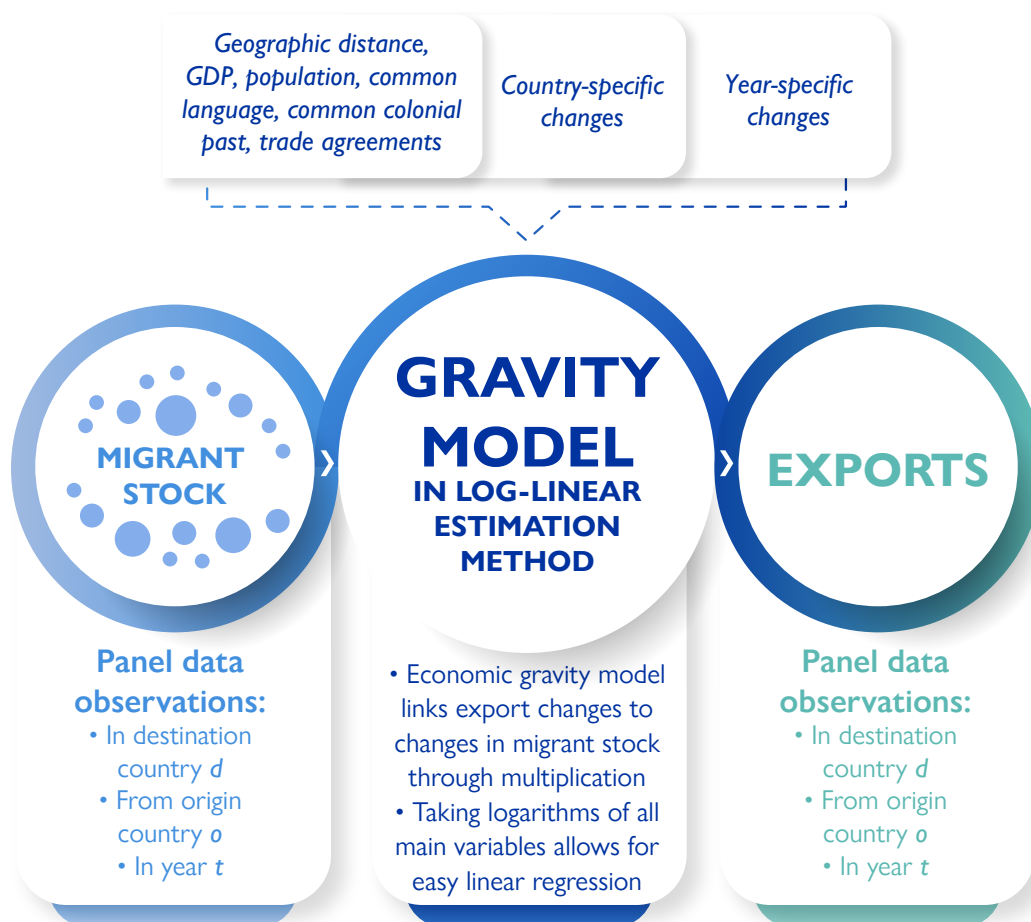 Geographic distance,
GDP, population, common
language, common colonial
past, trade agreements
Country-specific
changes
Year-specific
changes
MIGRANT
STOCK
❯
GRAVITY
MODEL
IN LOG-LINEAR
ESTIMATION
METHOD
❯
EXPORTS
Panel data
observations:
• In destination
country d
• From origin
country o
• In year t
• Economic gravity model
links export changes to
changes in migrant stock
through multiplication
• Taking logarithms of all
main variables allows for
easy linear regression
Panel data
observations:
• In destination
country d
• From origin
country o
• In year t